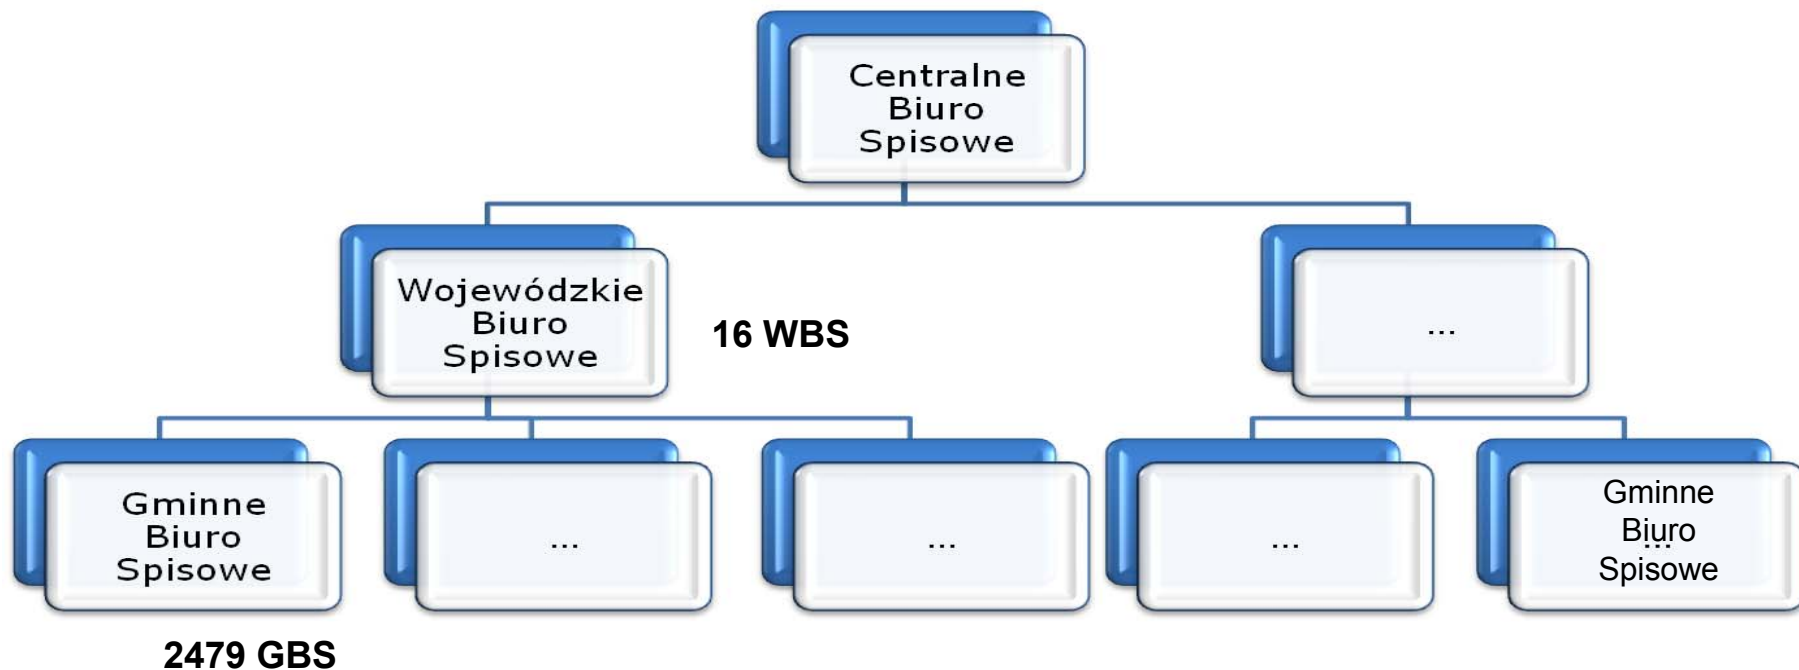 Centralne
Biuro
Spisowe
Wojewódzkie
Biuro
Spisowe
16 WBS
...
Gminne
Biuro
Spisowe
...
...
...
Gminne
Biuro
...
Spisowe
2479 GBS